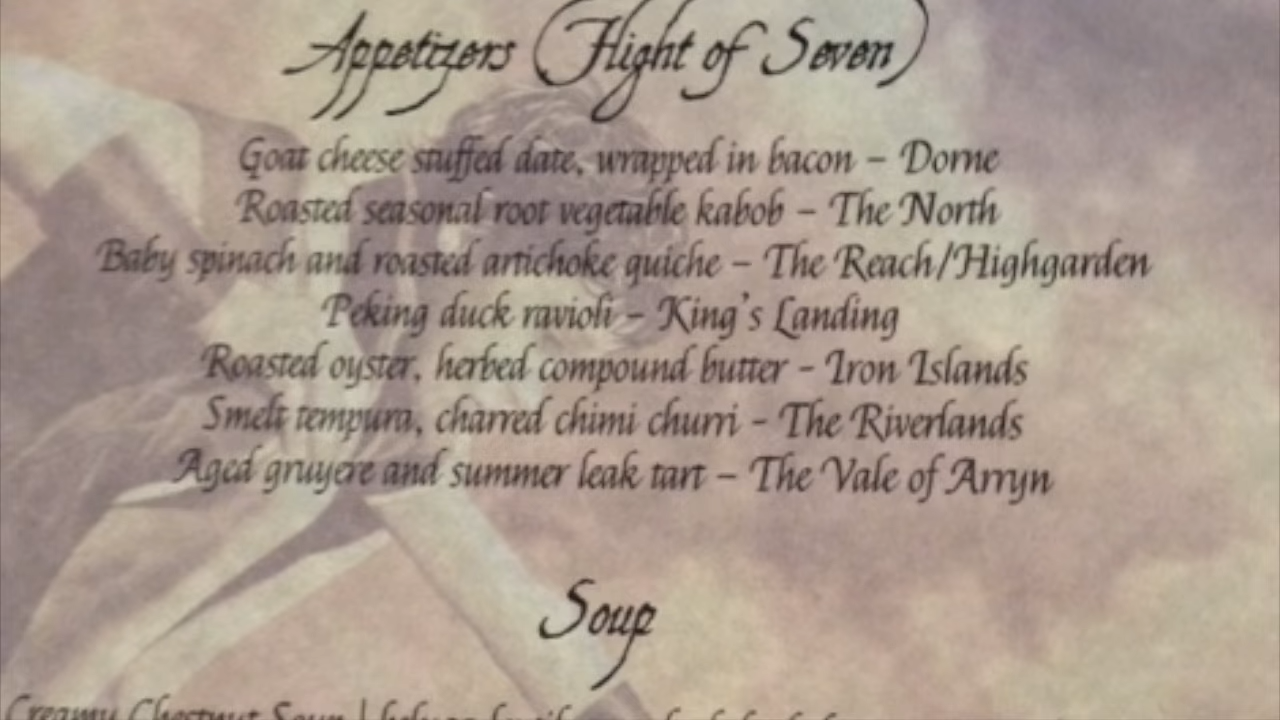 Appetizers (Flight of Seven)
Goat cheese stuffed date, wrapped in bacon – Dorne
Roasted seasonal root vegetable kabob – The North
Baby spinach and roasted artichoke quiche – The Reach/Highgarden
Peking duck ravioli – King's Landing
Roasted oyster, herbed compound butter – Iron Islands
Smelt tempura, charred chimi churri – The Riverlands
Aged gruyere and summer leak tart – The Vale of Arryn
Soup
Creamy Chestnut Soup |